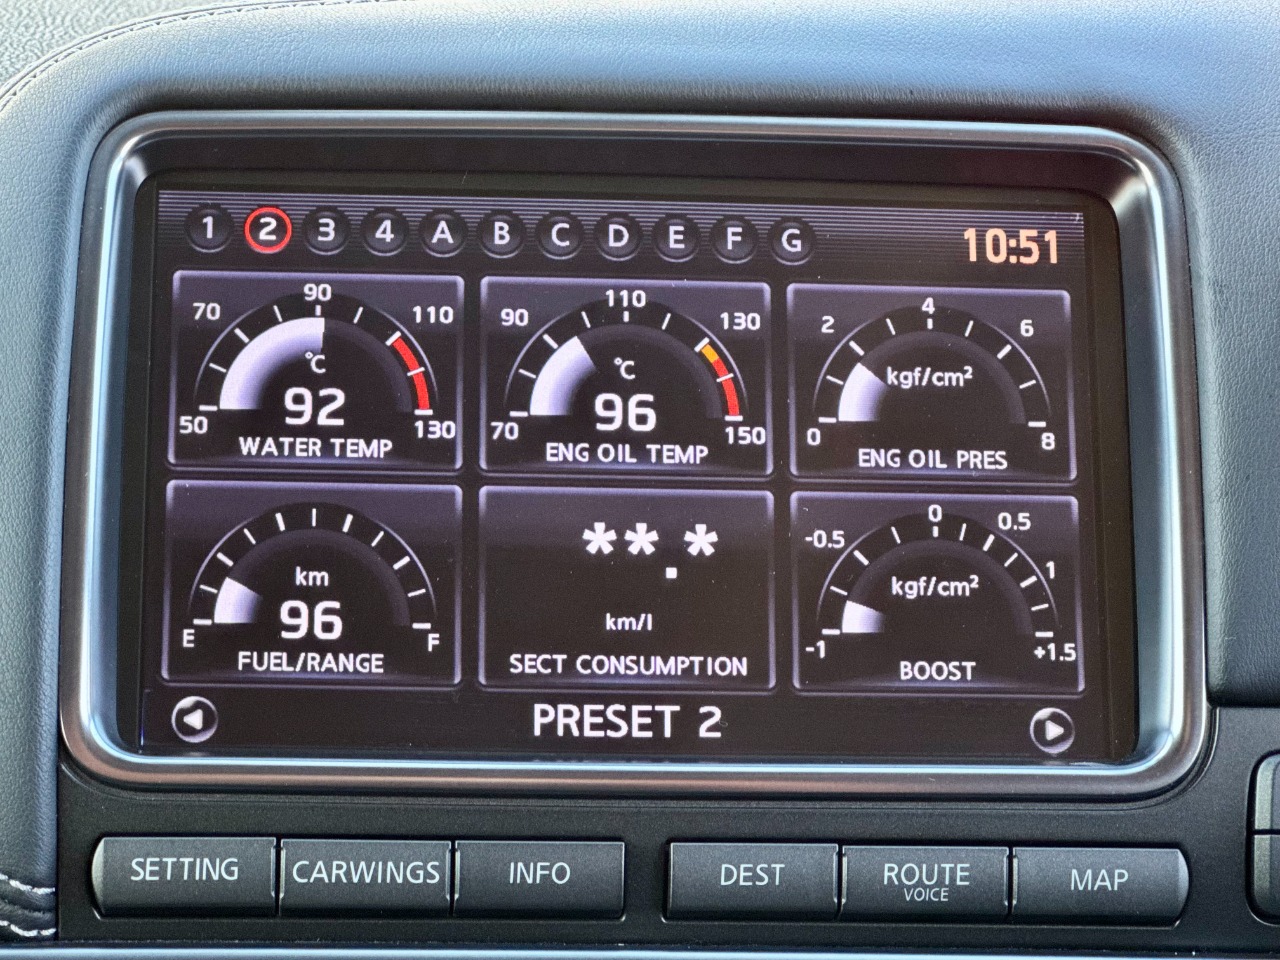 1 2 3 4 A B C D E F G 10:51
50 70 90 110 130
°C
92
WATER TEMP
70 90 110 130 150
°C
96
ENG OIL TEMP
0 2 4 6 8
kgf/cm²
ENG OIL PRES
E F
km
96
FUEL/RANGE
**.*
km/l
SECT CONSUMPTION
-1 -0.5 0 0.5 1 +1.5
kgf/cm²
BOOST
PRESET 2
SETTING CARWINGS INFO DEST ROUTE MAP
VOICE